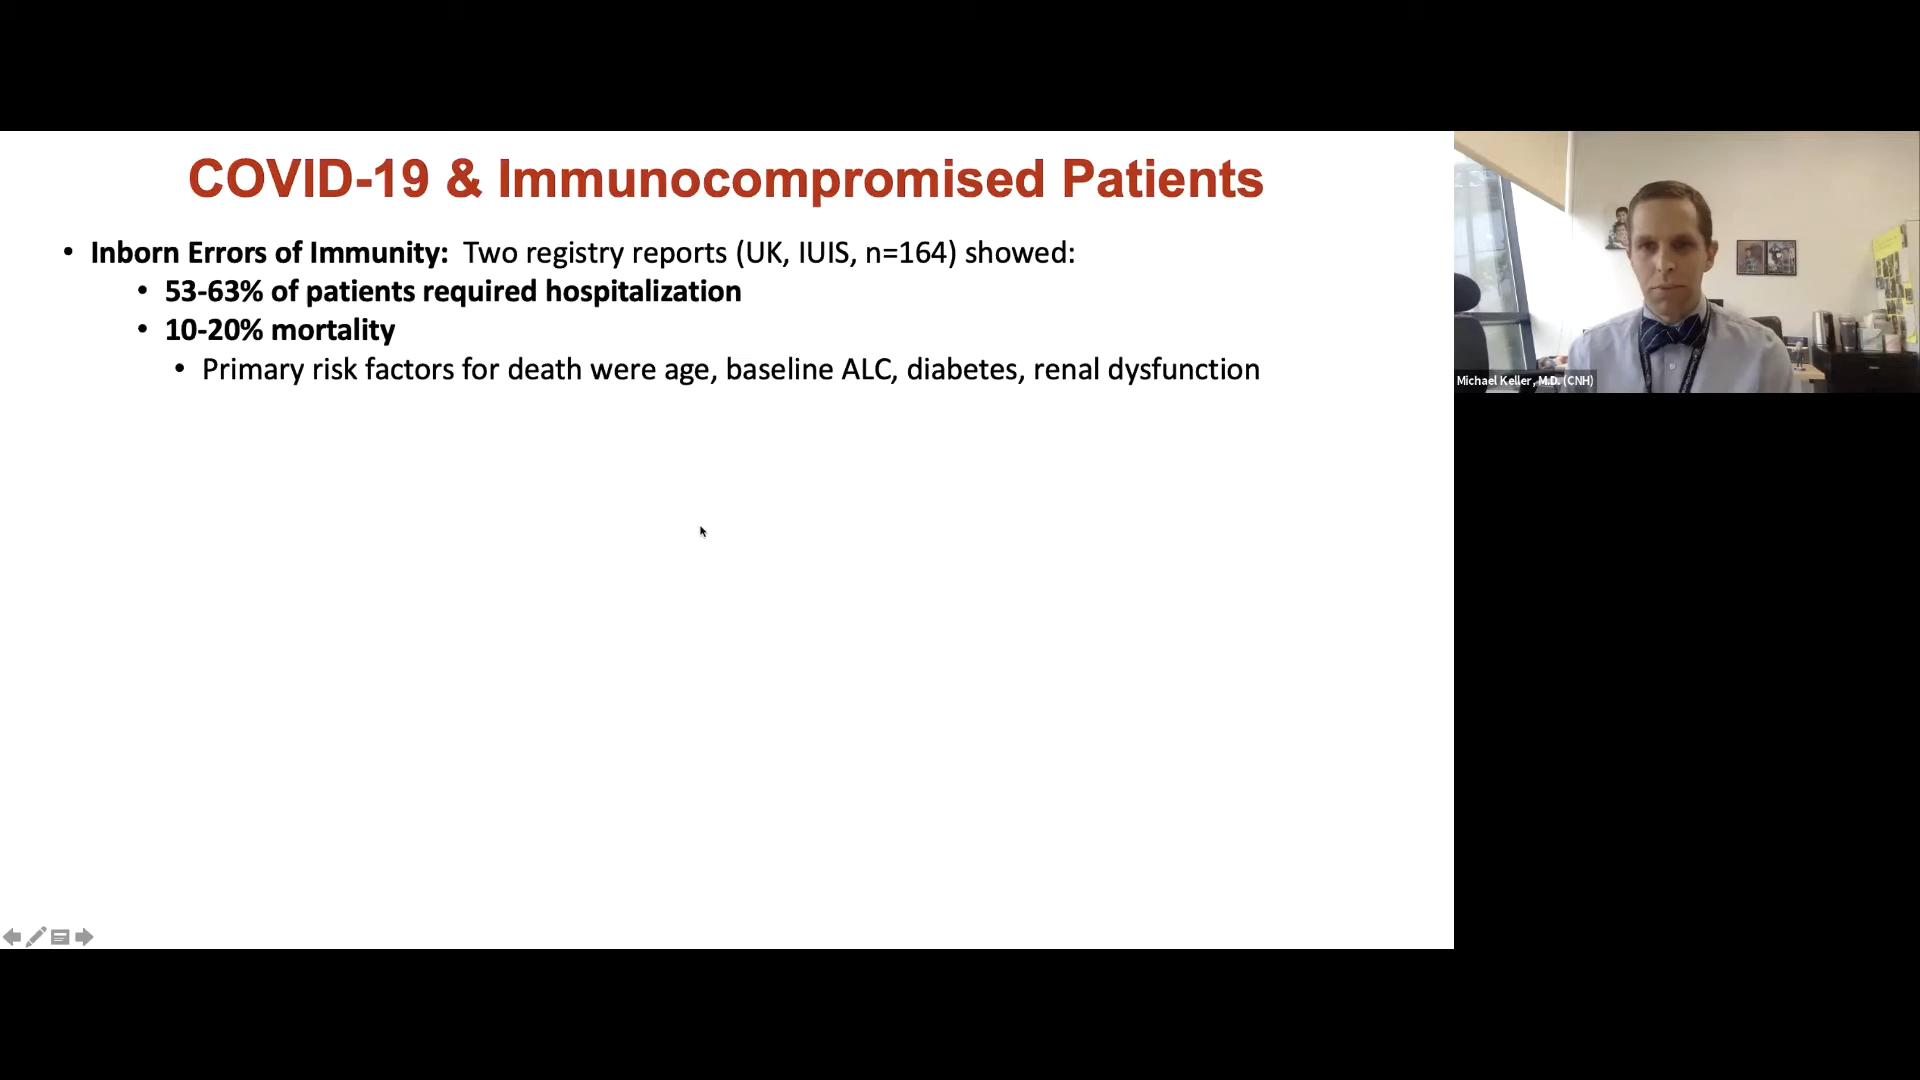 COVID-19 & Immunocompromised Patients
• Inborn Errors of Immunity: Two registry reports (UK, IUIS, n=164) showed:
• 53-63% of patients required hospitalization
• 10-20% mortality
• Primary risk factors for death were age, baseline ALC, diabetes, renal dysfunction
Michael Keller, M.D. (CNH)